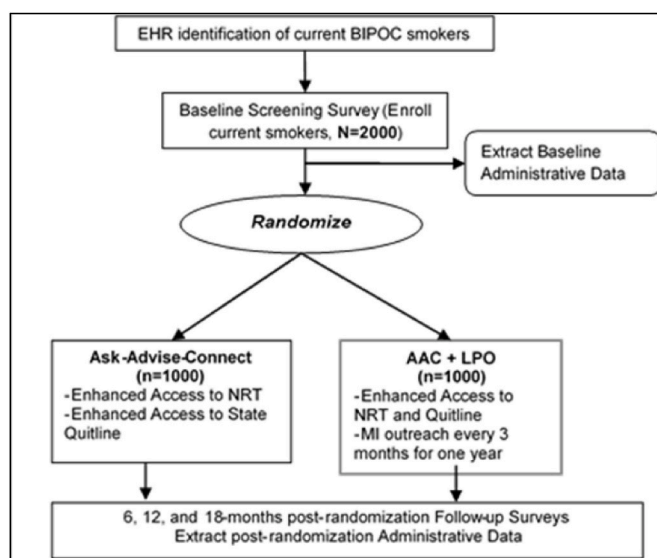 EHR identification of current BIPOC smokers
Baseline Screening Survey (Enroll
current smokers, N=2000)
Extract Baseline
Administrative Data
Randomize
Ask-Advise-Connect
(n=1000)
-Enhanced Access to NRT
-Enhanced Access to State
Quitline
AAC + LPO
(n=1000)
-Enhanced Access to
NRT and Quitline
-MI outreach every 3
months for one year
6, 12, and 18-months post-randomization Follow-up Surveys
Extract post-randomization Administrative Data